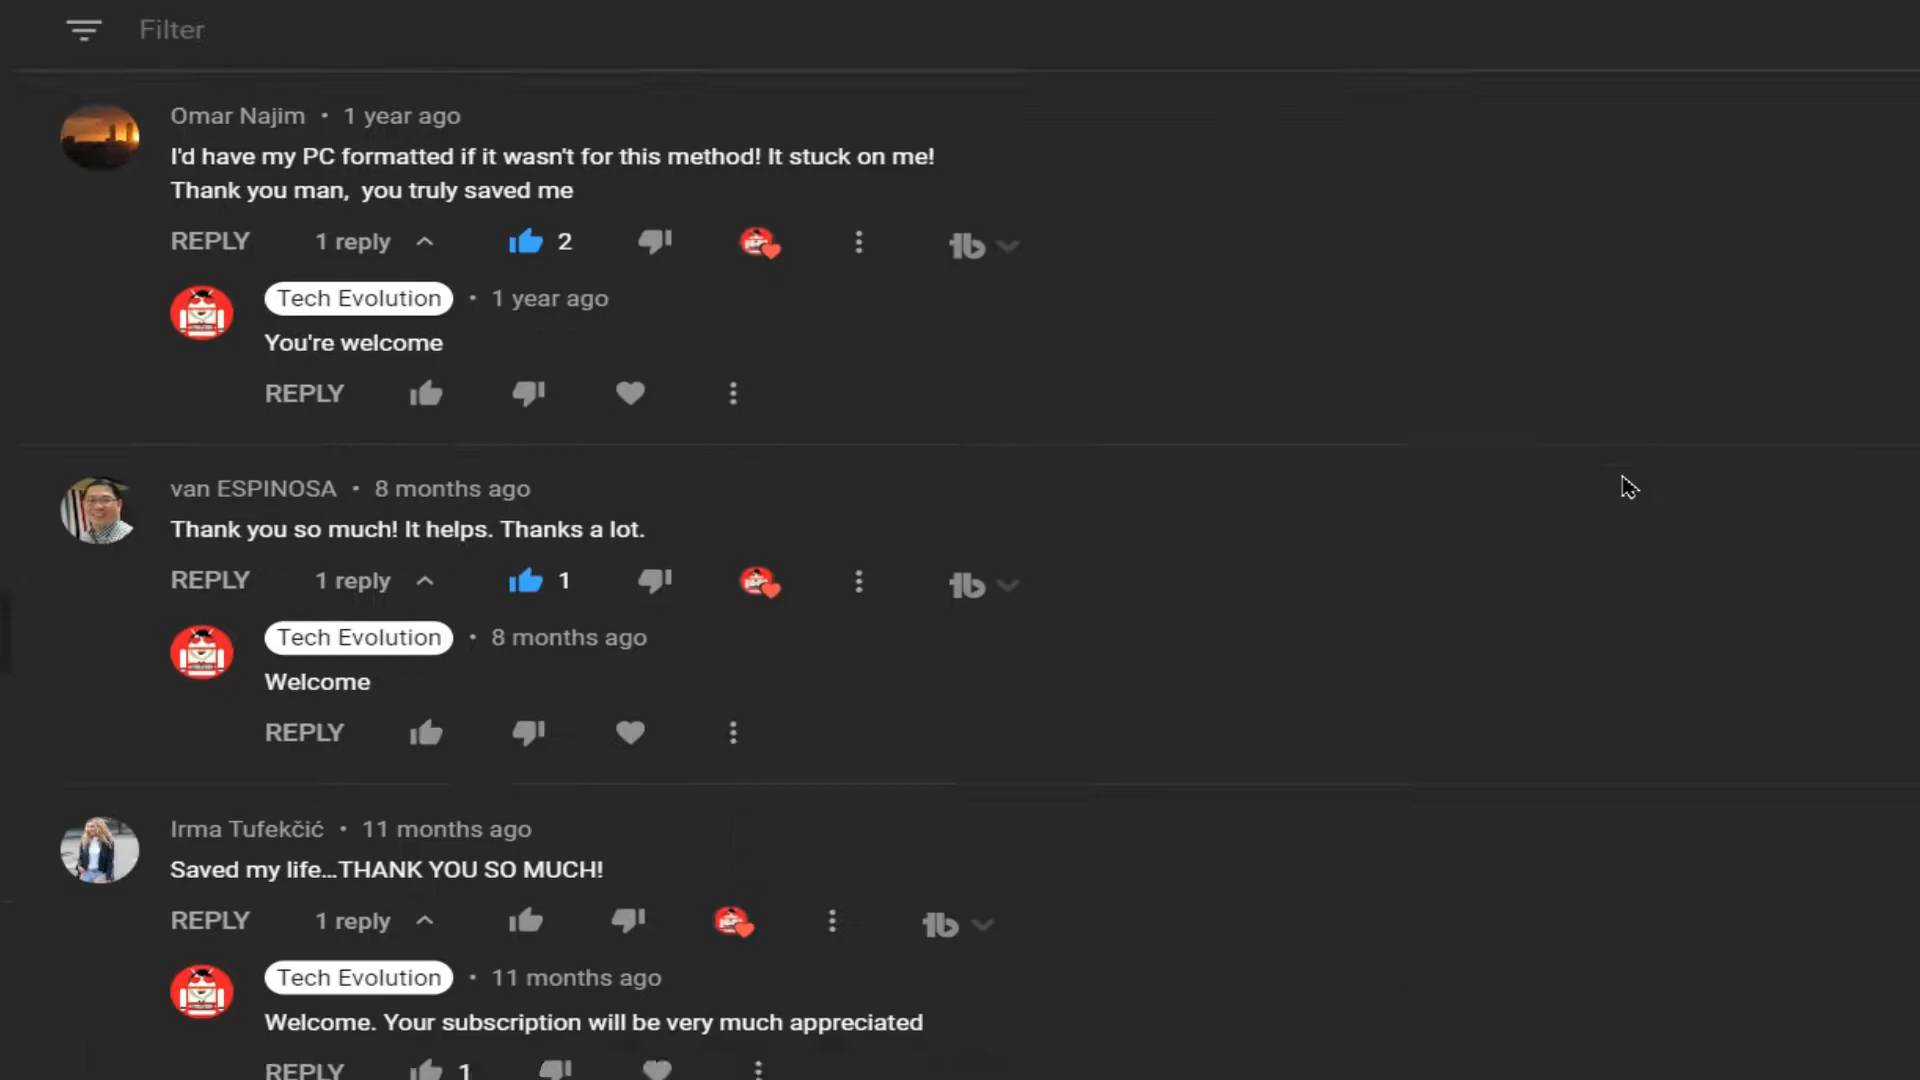 Filter
Omar Najim • 1 year ago
I'd have my PC formatted if it wasn't for this method! It stuck on me!
Thank you man,  you truly saved me
REPLY 1 reply 2
Tech Evolution • 1 year ago
You're welcome
REPLY
van ESPINOSA • 8 months ago
Thank you so much! It helps. Thanks a lot.
REPLY 1 reply 1
Tech Evolution • 8 months ago
Welcome
REPLY
Irma Tufekčić • 11 months ago
Saved my life...THANK YOU SO MUCH!
REPLY 1 reply
Tech Evolution • 11 months ago
Welcome. Your subscription will be very much appreciated
REPLY 1